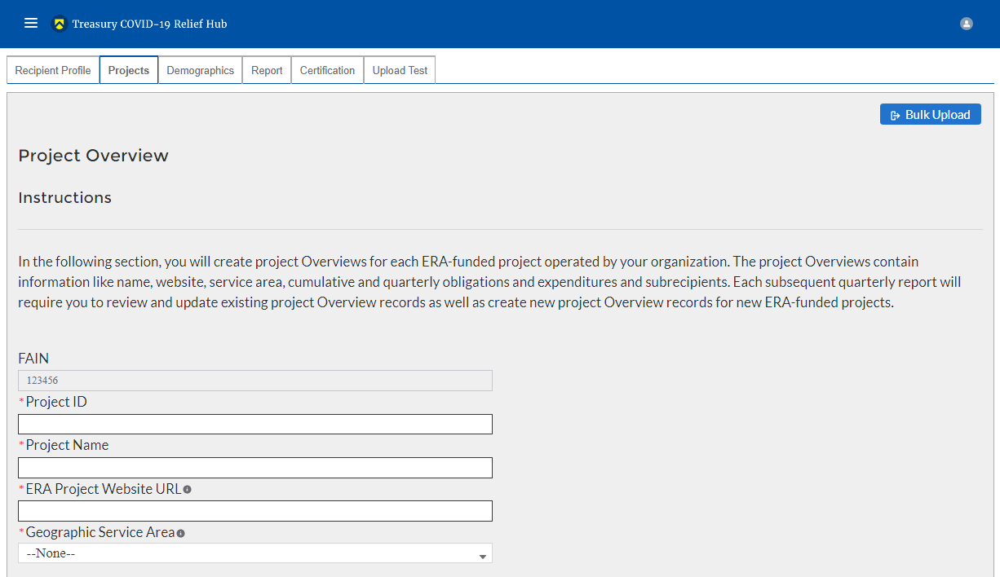 Treasury COVID-19 Relief Hub
Recipient Profile Projects Demographics Report Certification Upload Test
Bulk Upload
Project Overview
Instructions
In the following section, you will create project Overviews for each ERA-funded project operated by your organization. The project Overviews contain
information like name, website, service area, cumulative and quarterly obligations and expenditures and subrecipients. Each subsequent quarterly report will
require you to review and update existing project Overview records as well as create new project Overview records for new ERA-funded projects.
FAIN
123456
*Project ID
*Project Name
*ERA Project Website URL
*Geographic Service Area
--None--